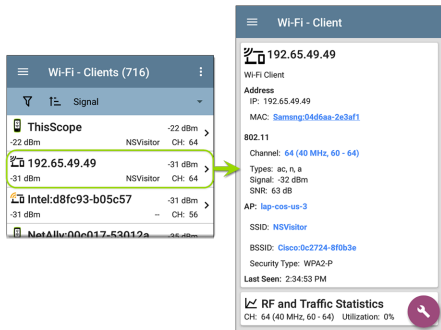 Wi-Fi - Clients (716)
Signal
ThisScope
-22 dBm
-22 dBm NSVisitor CH: 64
192.65.49.49
-31 dBm
-31 dBm NSVisitor CH: 64
Intel:d8fc93-b05c57
-31 dBm
-31 dBm -- CH: 56
NetAlly:00c017-53012a -35 dBm
Wi-Fi - Client
192.65.49.49
Wi-Fi Client
Address
IP: 192.65.49.49
MAC: Samsng:04d6aa-2e3af1
802.11
Channel: 64 (40 MHz, 60 - 64)
Types: ac, n, a
Signal: -32 dBm
SNR: 63 dB
AP: lap-cos-us-3
SSID: NSVisitor
BSSID: Cisco:0c2724-8f0b3e
Security Type: WPA2-P
Last Seen: 2:34:53 PM
RF and Traffic Statistics
CH: 64 (40 MHz, 60 - 64) Utilization: 0%